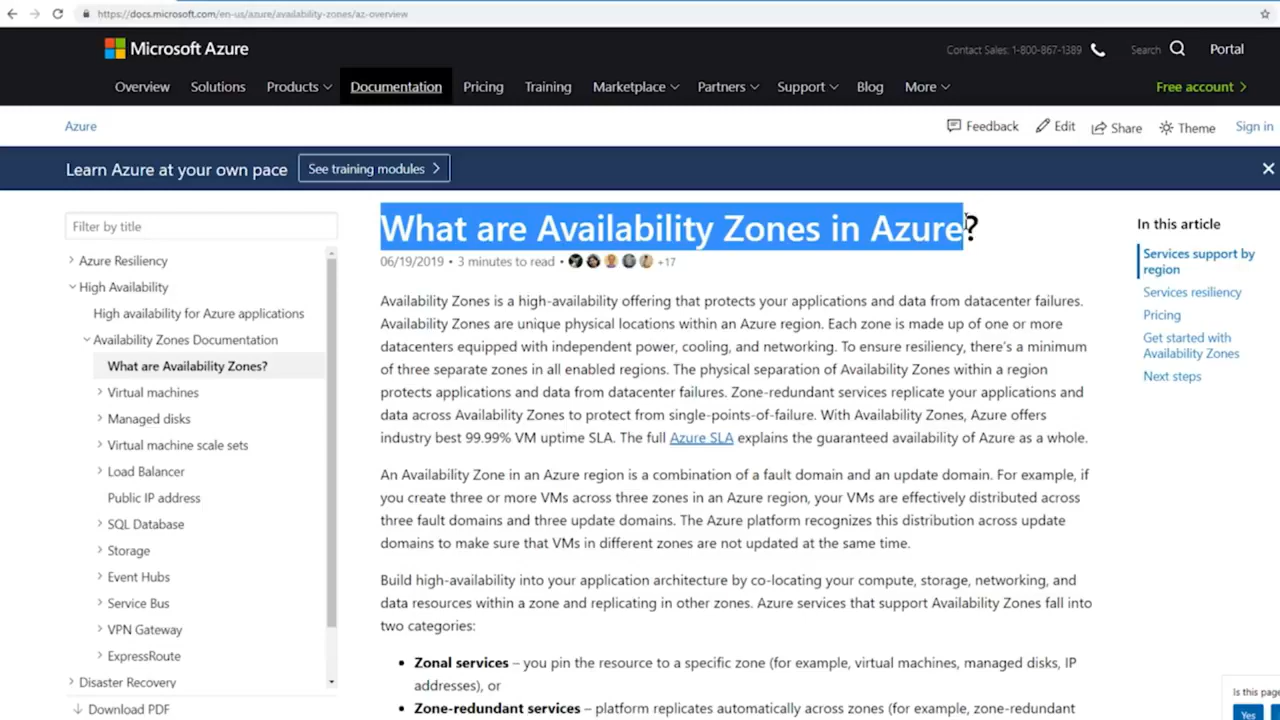 https://docs.microsoft.com/en-us/azure/availability-zones/az-overview
Microsoft Azure
Contact Sales: 1-800-867-1389
Search
Portal
Overview
Solutions
Products
Documentation
Pricing
Training
Marketplace
Partners
Support
Blog
More
Free account
Azure
Feedback
Edit
Share
Theme
Sign in
Learn Azure at your own pace
See training modules
Filter by title
Azure Resiliency
High Availability
High availability for Azure applications
Availability Zones Documentation
What are Availability Zones?
Virtual machines
Managed disks
Virtual machine scale sets
Load Balancer
Public IP address
SQL Database
Storage
Event Hubs
Service Bus
VPN Gateway
ExpressRoute
Disaster Recovery
Download PDF
What are Availability Zones in Azure?
06/19/2019 • 3 minutes to read • +17
Availability Zones is a high-availability offering that protects your applications and data from datacenter failures.
Availability Zones are unique physical locations within an Azure region. Each zone is made up of one or more
datacenters equipped with independent power, cooling, and networking. To ensure resiliency, there's a minimum
of three separate zones in all enabled regions. The physical separation of Availability Zones within a region
protects applications and data from datacenter failures. Zone-redundant services replicate your applications and
data across Availability Zones to protect from single-points-of-failure. With Availability Zones, Azure offers
industry best 99.99% VM uptime SLA. The full Azure SLA explains the guaranteed availability of Azure as a whole.
An Availability Zone in an Azure region is a combination of a fault domain and an update domain. For example, if
you create three or more VMs across three zones in an Azure region, your VMs are effectively distributed across
three fault domains and three update domains. The Azure platform recognizes this distribution across update
domains to make sure that VMs in different zones are not updated at the same time.
Build high-availability into your application architecture by co-locating your compute, storage, networking, and
data resources within a zone and replicating in other zones. Azure services that support Availability Zones fall into
two categories:
• Zonal services – you pin the resource to a specific zone (for example, virtual machines, managed disks, IP
addresses), or
• Zone-redundant services – platform replicates automatically across zones (for example, zone-redundant
In this article
Services support by
region
Services resiliency
Pricing
Get started with
Availability Zones
Next steps
Is this page
Yes